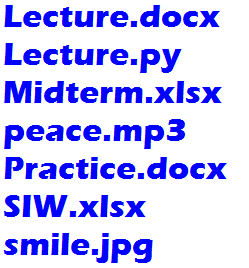 Lecture.docx
Lecture.py
Midterm.xlsx
peace.mp3
Practice.docx
SIW.xlsx
smile.jpg